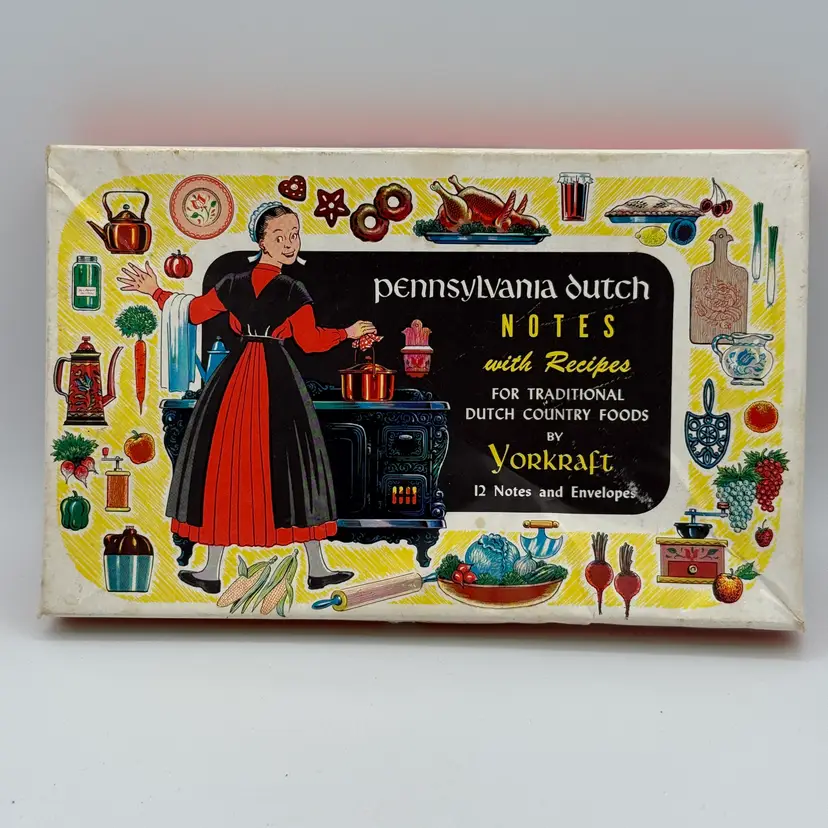 pennsylvania dutch
NOTES
with Recipes
FOR TRADITIONAL
DUTCH COUNTRY FOODS
BY
Yorkraft
12 Notes and Envelopes